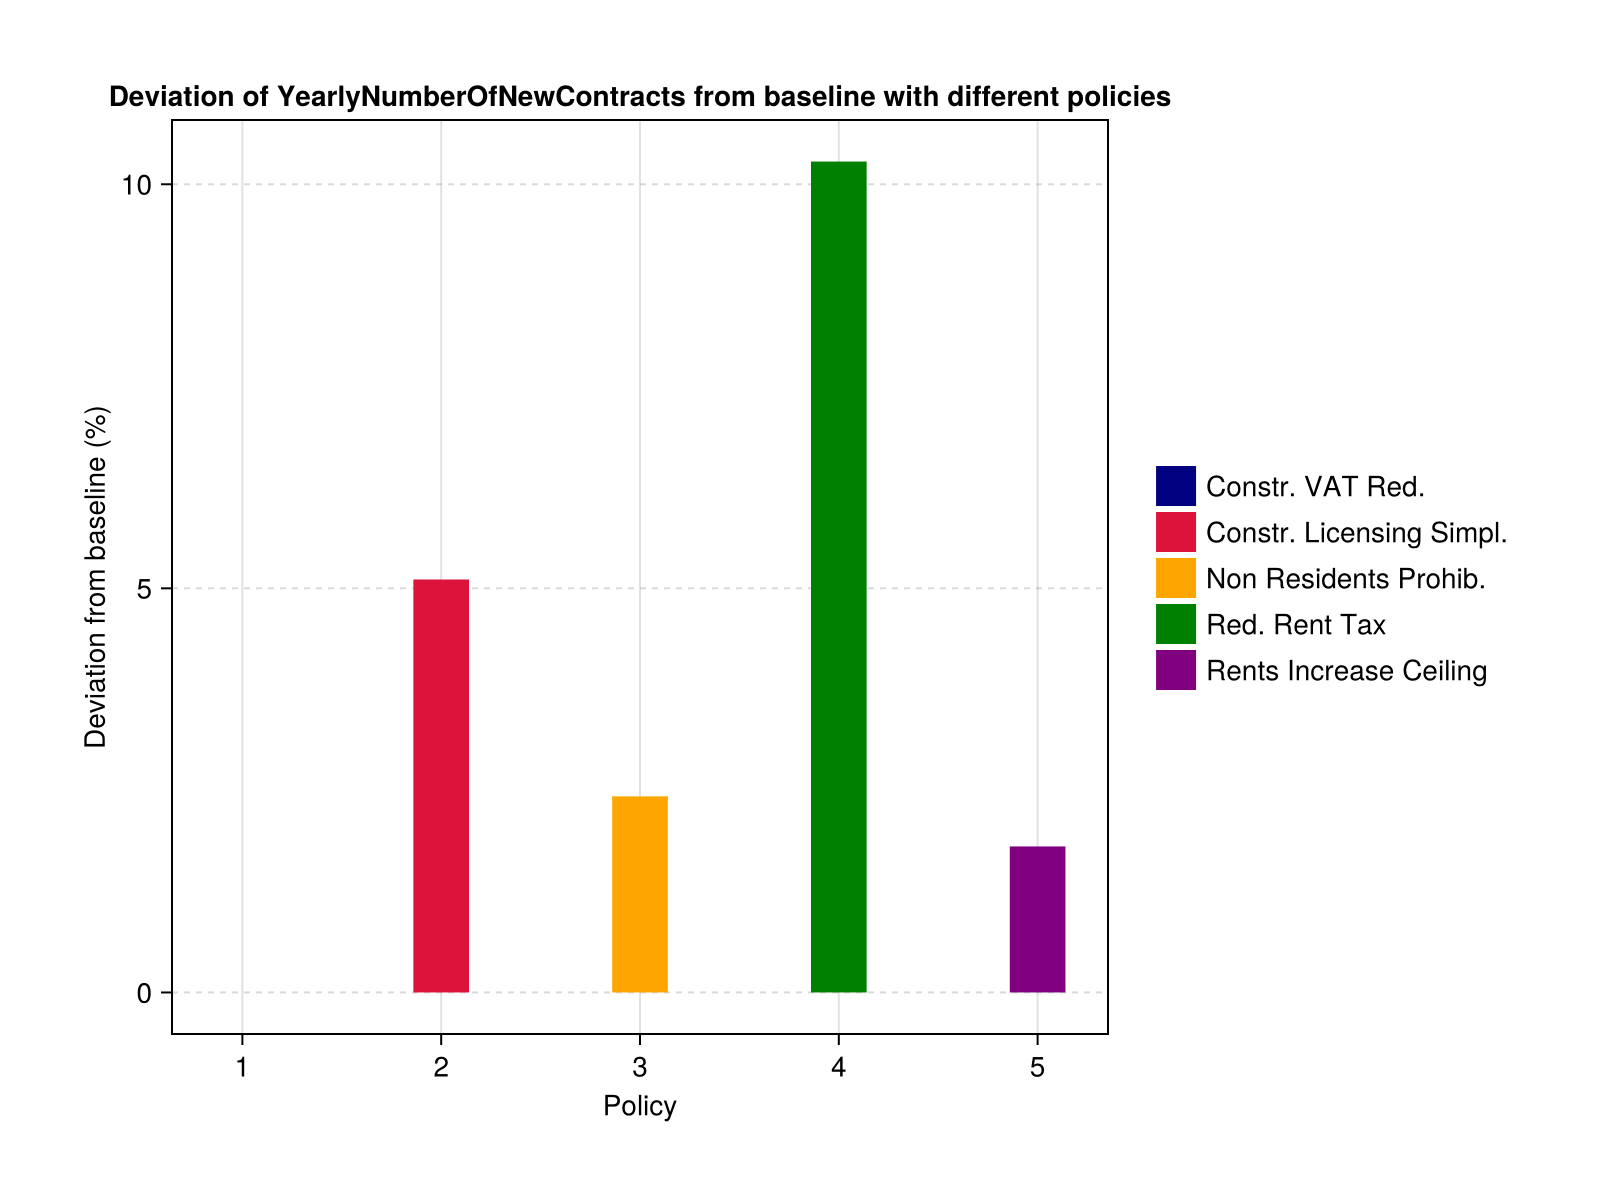 Deviation of YearlyNumberOfNewContracts from baseline with different policies
10
5
0
Deviation from baseline (%)
1 2 3 4 5
Policy
Constr. VAT Red.
Constr. Licensing Simpl.
Non Residents Prohib.
Red. Rent Tax
Rents Increase Ceiling